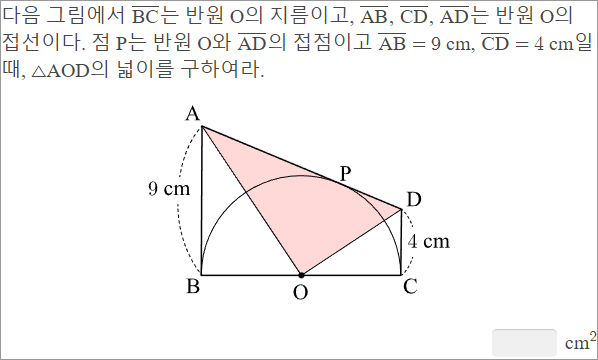 다음 그림에서 BC는 반원 O의 지름이고, AB, CD, AD는 반원 O의
접선이다. 점 P는 반원 O와 AD의 접점이고 AB = 9 cm, CD = 4 cm일
때, △AOD의 넓이를 구하여라.
A
P
9 cm
D
4 cm
B
O
C
cm²